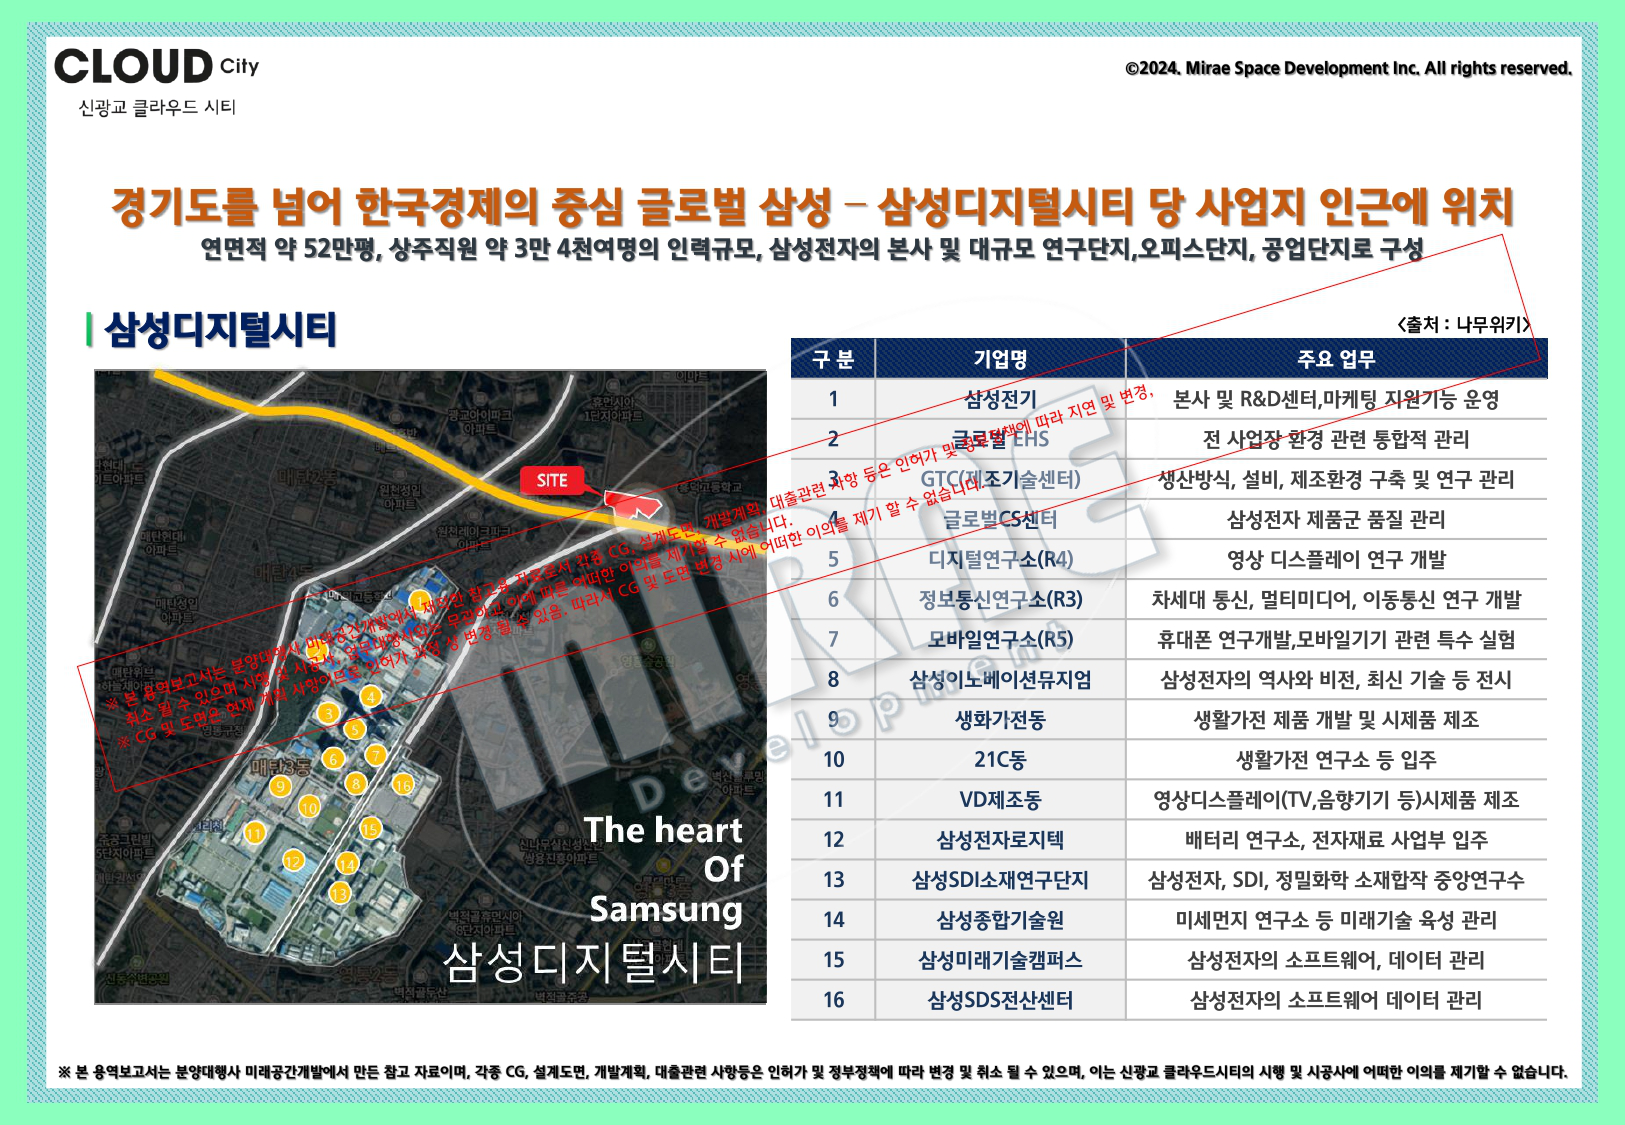 CLOUD City
신광교 클라우드 시티
©2024. Mirae Space Development Inc. All rights reserved.
경기도를 넘어 한국경제의 중심 글로벌 삼성 – 삼성디지털시티 당 사업지 인근에 위치
연면적 약 52만평, 상주직원 약 3만 4천여명의 인력규모, 삼성전자의 본사 및 대규모 연구단지,오피스단지, 공업단지로 구성
삼성디지털시티
<출처 : 나무위키>
SITE
1
4
3
5
6
7
9
8
16
10
11
15
12
14
13
The heart
Of
Samsung
삼성디지털시티
구 분 기업명 주요 업무
1 삼성전기 본사 및 R&D센터,마케팅 지원기능 운영
2 글로벌 EHS 전 사업장 환경 관련 통합적 관리
3 GTC(제조기술센터) 생산방식, 설비, 제조환경 구축 및 연구 관리
4 글로벌CS센터 삼성전자 제품군 품질 관리
5 디지털연구소(R4) 영상 디스플레이 연구 개발
6 정보통신연구소(R3) 차세대 통신, 멀티미디어, 이동통신 연구 개발
7 모바일연구소(R5) 휴대폰 연구개발,모바일기기 관련 특수 실험
8 삼성이노베이션뮤지엄 삼성전자의 역사와 비전, 최신 기술 등 전시
9 생화가전동 생활가전 제품 개발 및 시제품 제조
10 21C동 생활가전 연구소 등 입주
11 VD제조동 영상디스플레이(TV,음향기기 등)시제품 제조
12 삼성전자로지텍 배터리 연구소, 전자재료 사업부 입주
13 삼성SDI소재연구단지 삼성전자, SDI, 정밀화학 소재합작 중앙연구수
14 삼성종합기술원 미세먼지 연구소 등 미래기술 육성 관리
15 삼성미래기술캠퍼스 삼성전자의 소프트웨어, 데이터 관리
16 삼성SDS전산센터 삼성전자의 소프트웨어 데이터 관리
MIRAE
Development
※ 본 용역보고서는 분양대행사 미래공간개발에서 제작한 참고용 자료로서 각종 CG, 설계도면, 개발계획, 대출관련 사항 등은 인허가 및 정부정책에 따라 지연 및 변경,
취소 될 수 있으며 시행 및 시공사, 업무대행사와는 무관하고 이에 따른 어떠한 이의를 제기할 수 없습니다.
※ CG 및 도면은 현재 계획 사항이므로 인허가 과정 상 변경 될 수 있음. 따라서 CG 및 도면 변경 시에 어떠한 이의를 제기 할 수 없습니다.
※ 본 용역보고서는 분양대행사 미래공간개발에서 만든 참고 자료이며, 각종 CG, 설계도면, 개발계획, 대출관련 사항등은 인허가 및 정부정책에 따라 변경 및 취소 될 수 있으며, 이는 신광교 클라우드시티의 시행 및 시공사에 어떠한 이의를 제기할 수 없습니다.